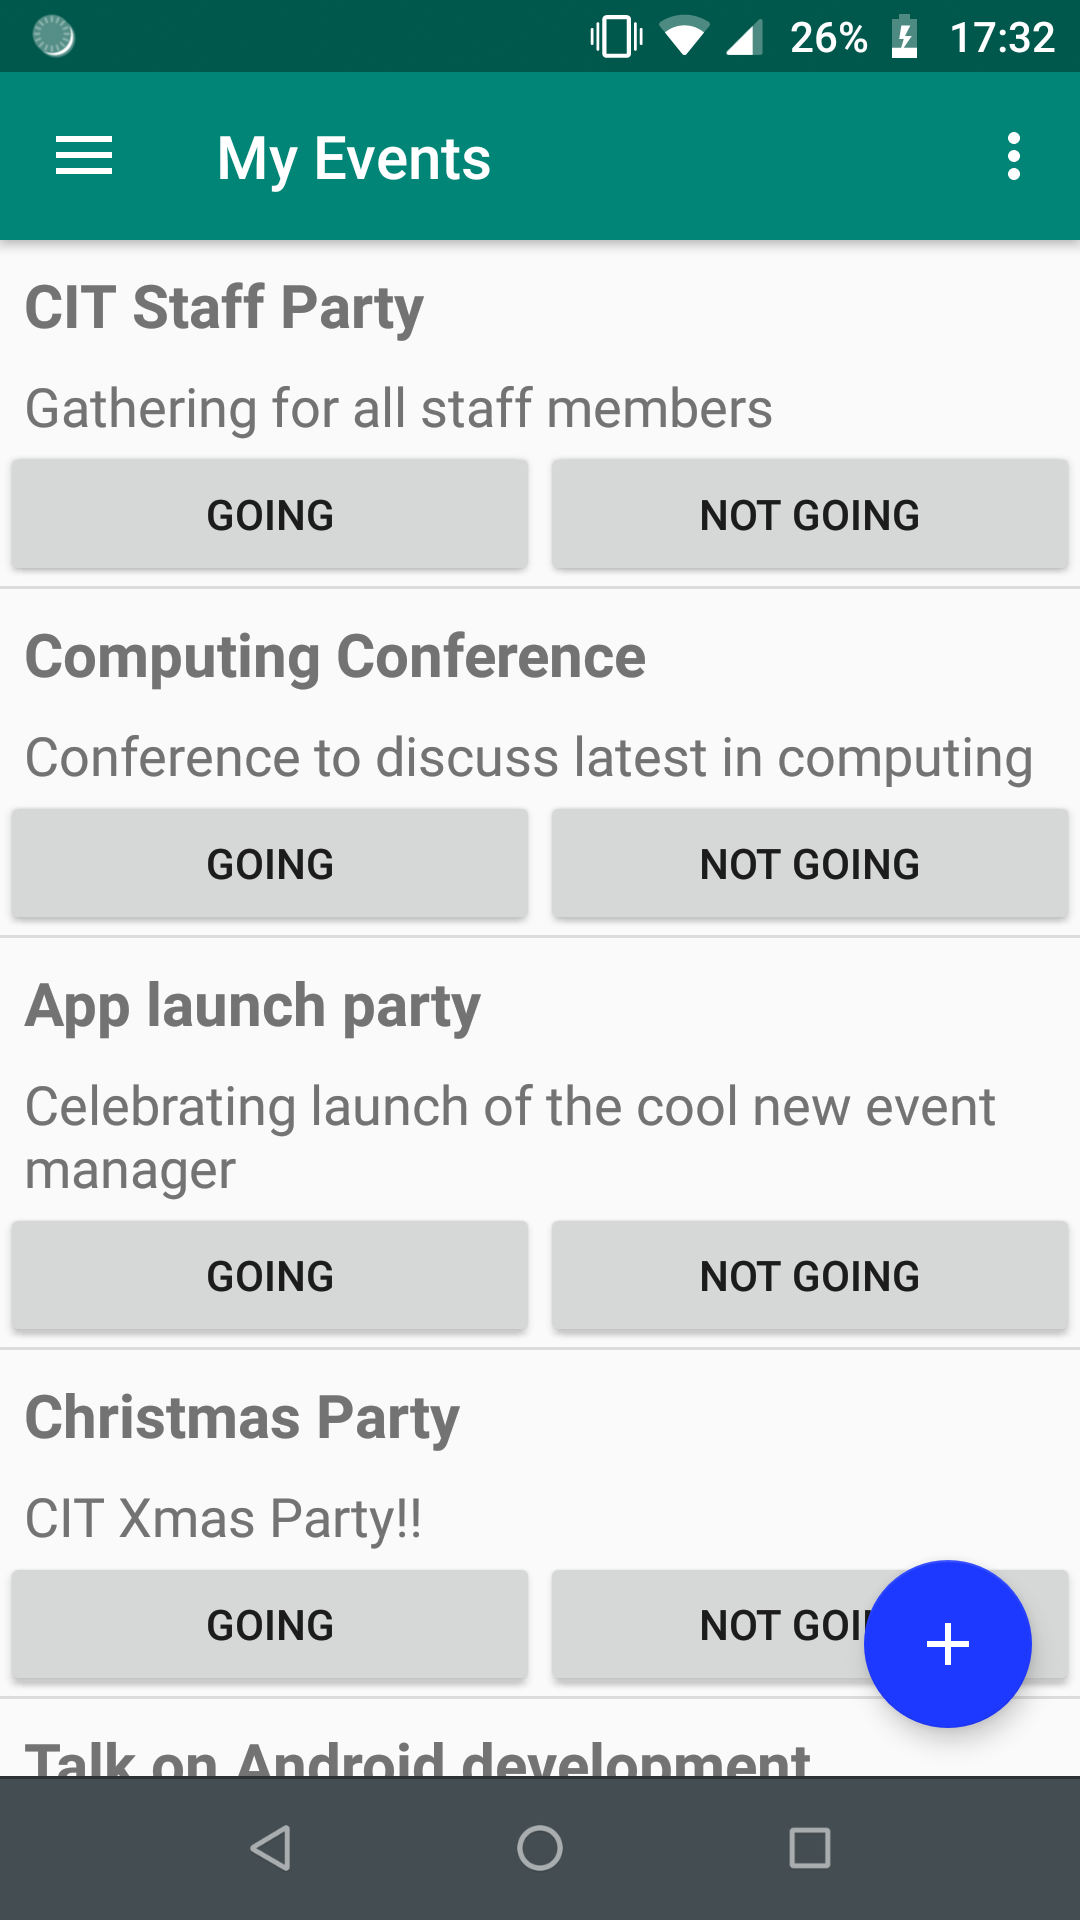 26% 17:32
My Events
CIT Staff Party
Gathering for all staff members
GOING NOT GOING
Computing Conference
Conference to discuss latest in computing
GOING NOT GOING
App launch party
Celebrating launch of the cool new event
manager
GOING NOT GOING
Christmas Party
CIT Xmas Party!!
GOING NOT GOI
Talk on Android development